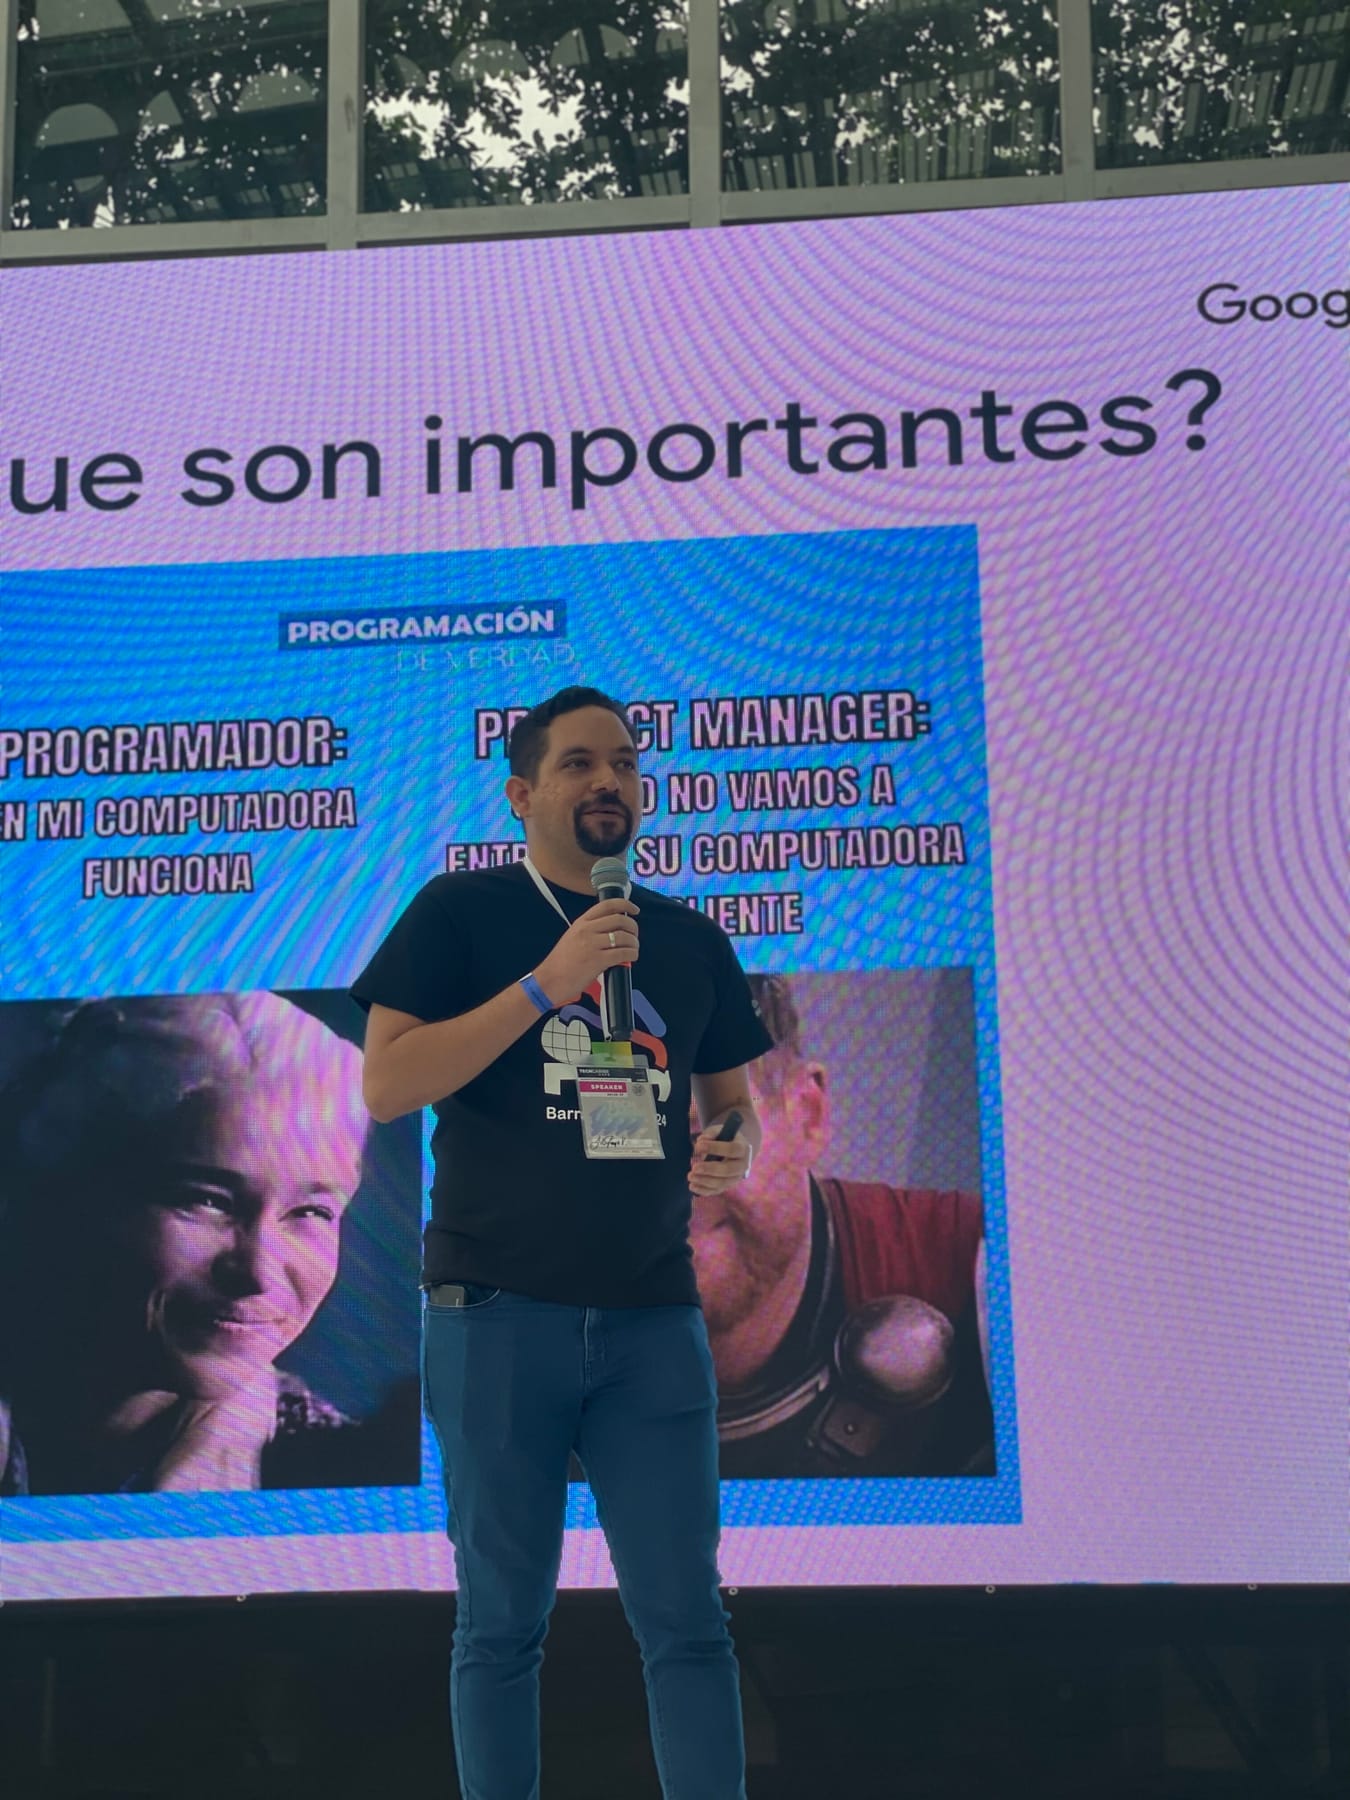 Goog
ue son importantes?
PROGRAMACIÓN
DE VERDAD
PROGRAMADOR:
EN MI COMPUTADORA
FUNCIONA
MANAGER:
NO VAMOS A
SU COMPUTADORA
TECHCARIBE
SPEAKER
Barr
24